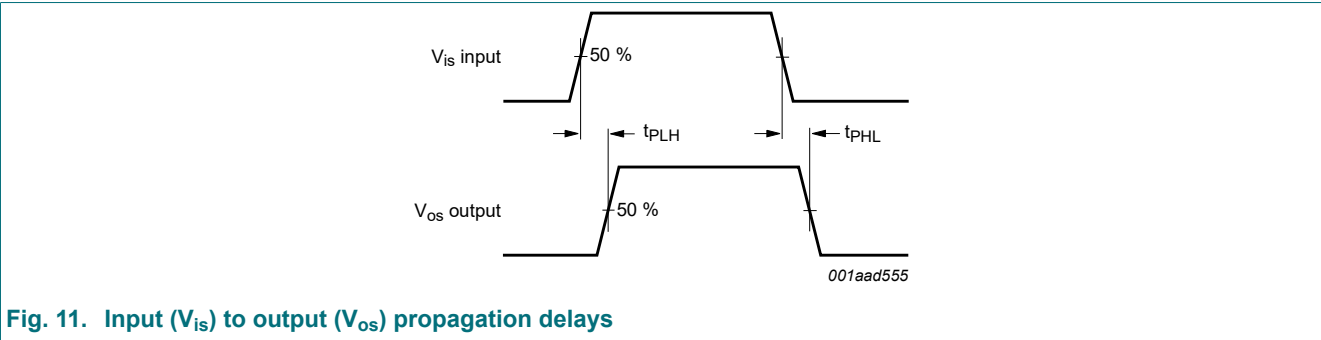 V_is input
50 %
t_PLH
t_PHL
V_os output
50 %
001aad555
Fig. 11. Input (V_is) to output (V_os) propagation delays